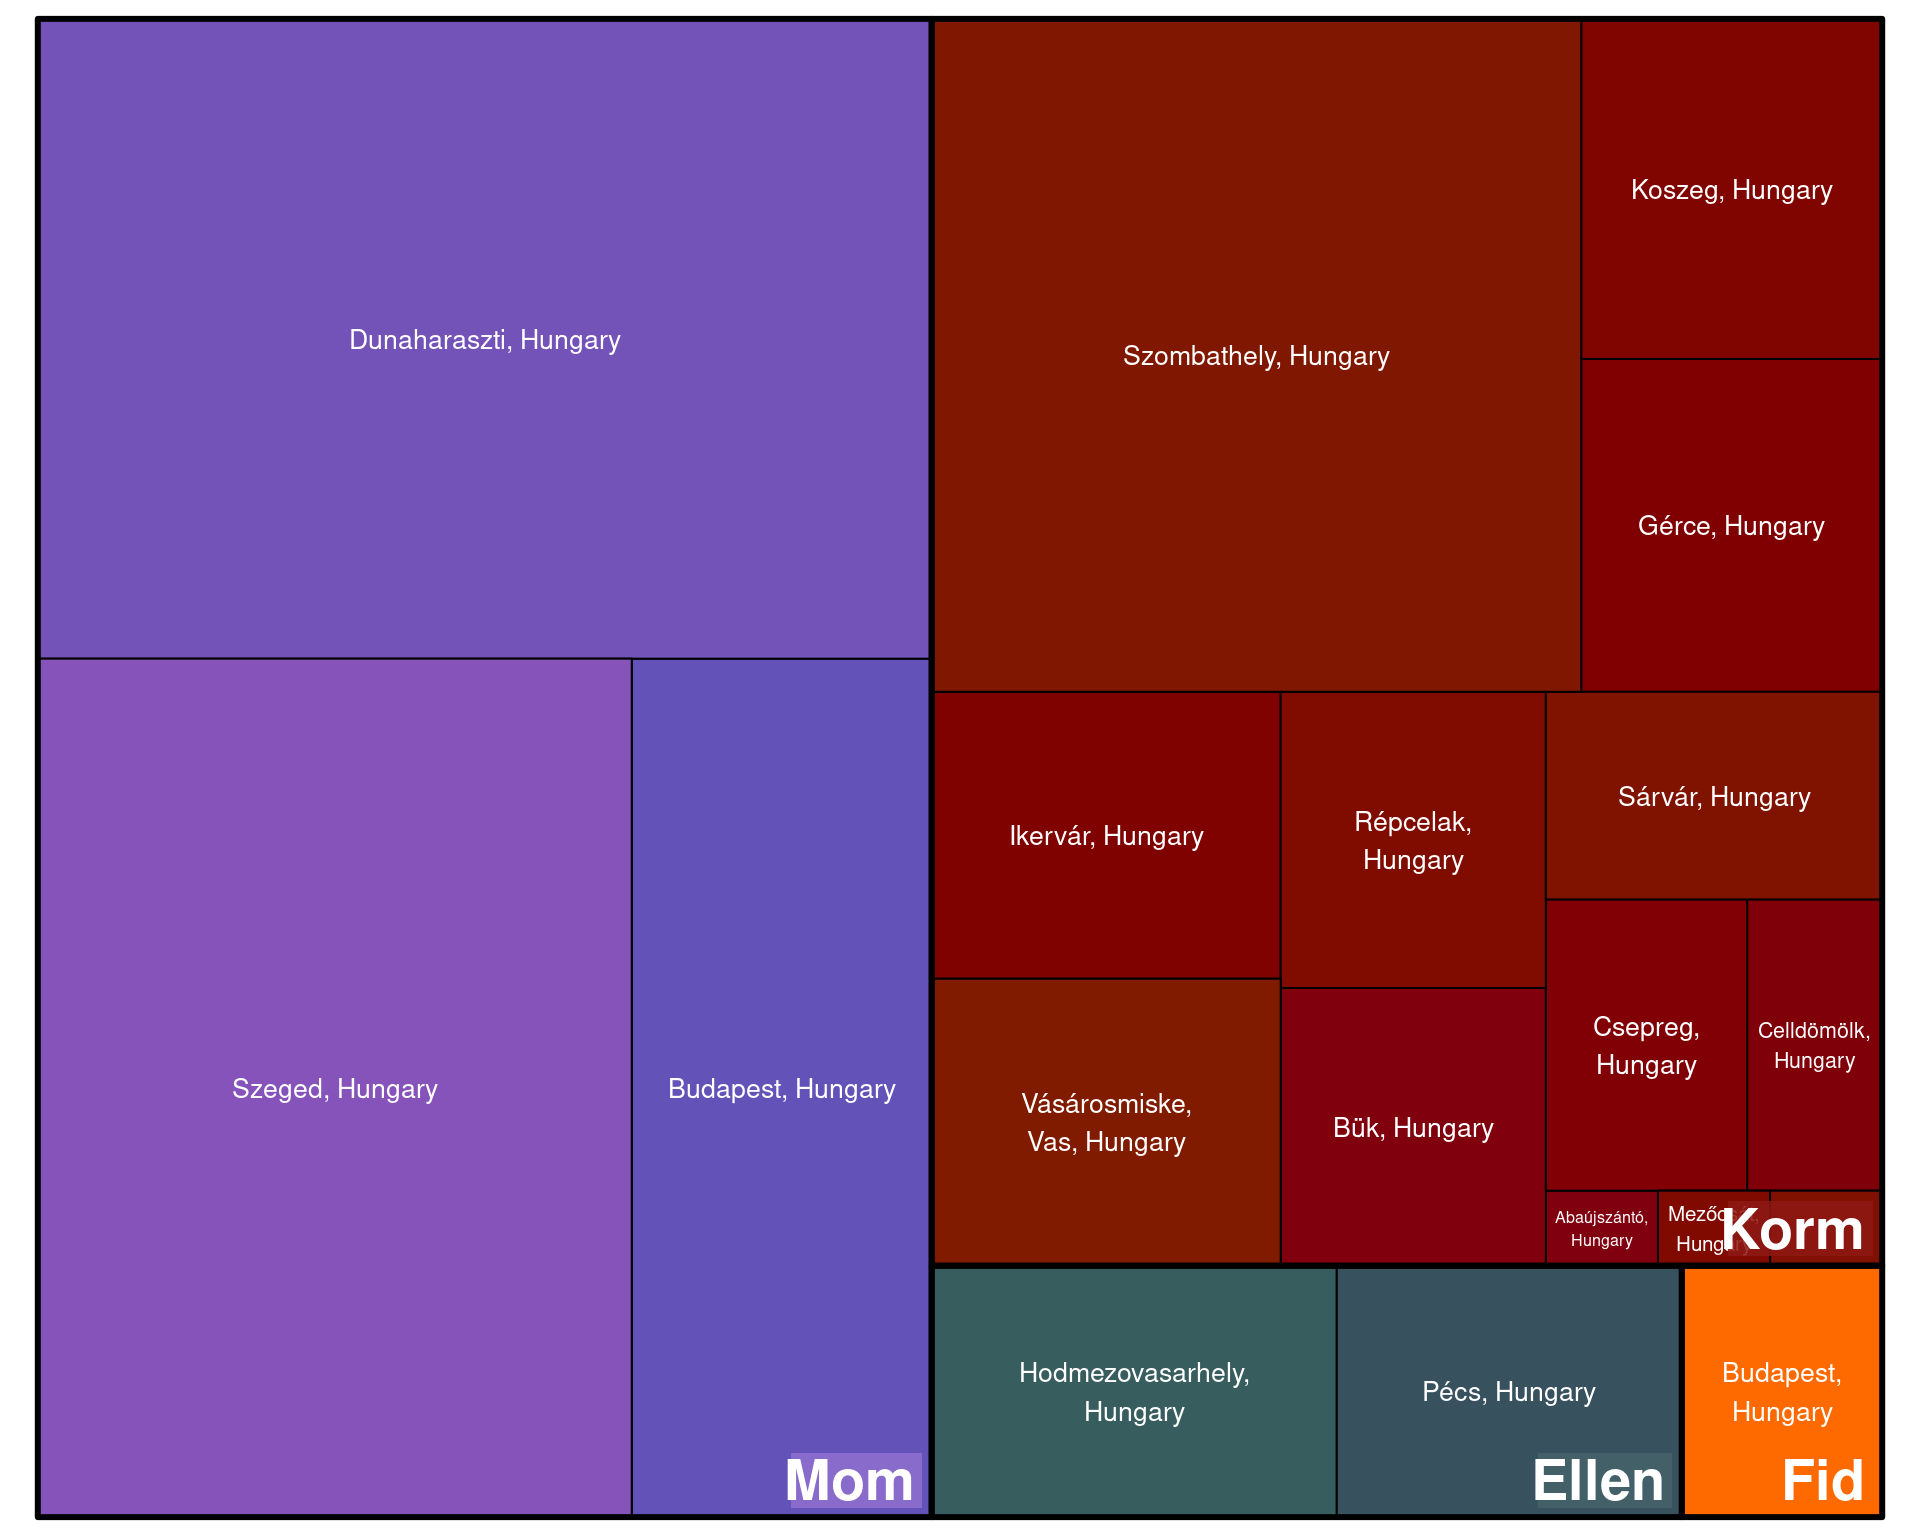 Dunaharaszti, Hungary
Szeged, Hungary
Budapest, Hungary
Mom
Szombathely, Hungary
Koszeg, Hungary
Gérce, Hungary
Ikervár, Hungary
Répcelak,
Hungary
Sárvár, Hungary
Vásárosmiske,
Vas, Hungary
Bük, Hungary
Csepreg,
Hungary
Celldömölk,
Hungary
Abaújszántó,
Hungary
Mezőcsát,
Hungary
Korm
Hodmezovasarhely,
Hungary
Pécs, Hungary
Ellen
Budapest,
Hungary
Fid